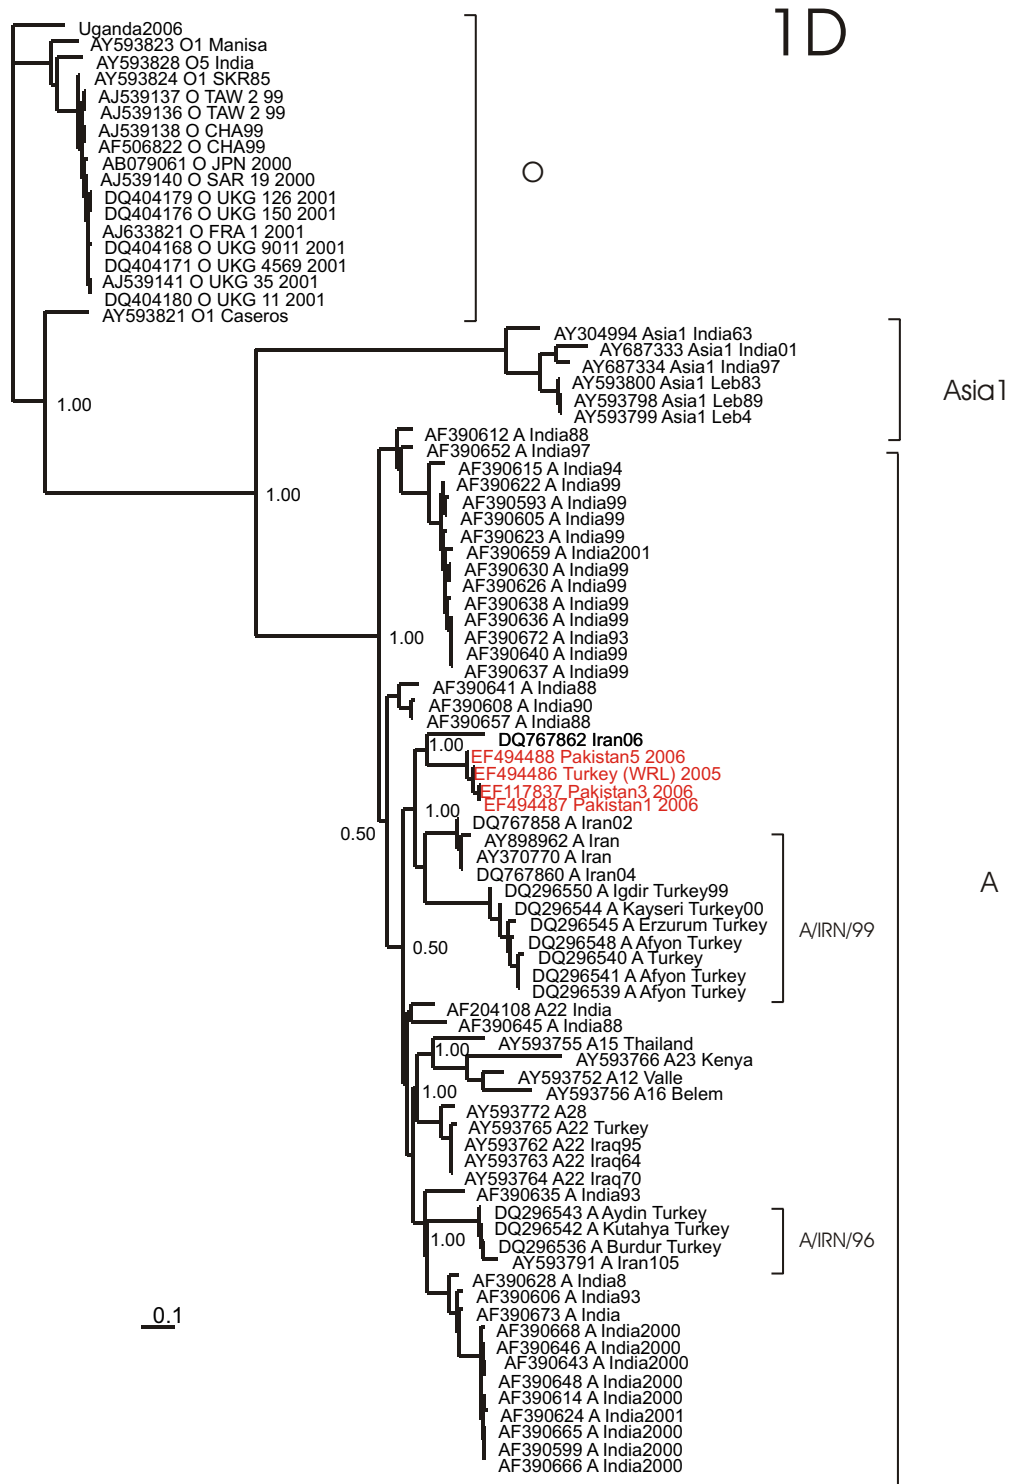 1D
Uganda2006
AY593823 O1 Manisa
AY593828 O5 India
AY593824 O1 SKR85
AJ539137 O TAW 2 99
AJ539136 O TAW 2 99
AJ539138 O CHA99
AF506822 O CHA99
AB079061 O JPN 2000
AJ539140 O SAR 19 2000
DQ404179 O UKG 126 2001
DQ404176 O UKG 150 2001
AJ633821 O FRA 1 2001
DQ404168 O UKG 9011 2001
DQ404171 O UKG 4569 2001
AJ539141 O UKG 35 2001
DQ404180 O UKG 11 2001
AY593821 O1 Caseros
O
AY304994 Asia1 India63
AY687333 Asia1 India01
AY687334 Asia1 India97
AY593800 Asia1 Leb83
AY593798 Asia1 Leb89
AY593799 Asia1 Leb4
Asia1
1.00
AF390612 A India88
AF390652 A India97
AF390615 A India94
AF390622 A India99
AF390593 A India99
1.00
AF390605 A India99
AF390623 A India99
AF390659 A India2001
AF390630 A India99
AF390626 A India99
AF390638 A India99
AF390636 A India99
AF390672 A India93
1.00
AF390640 A India99
AF390637 A India99
AF390641 A India88
AF390608 A India90
AF390657 A India88
DQ767862 Iran06
1.00
EF494488 Pakistan5 2006
EF494486 Turkey (WRL) 2005
EF117837 Pakistan3 2006
EF494487 Pakistan1 2006
1.00
DQ767858 A Iran02
0.50
AY898962 A Iran
AY370770 A Iran
DQ767860 A Iran04
DQ296550 A Igdir Turkey99
A
DQ296544 A Kayseri Turkey00
DQ296545 A Erzurum Turkey
A/IRN/99
DQ296548 A Afyon Turkey
0.50
DQ296540 A Turkey
DQ296541 A Afyon Turkey
DQ296539 A Afyon Turkey
AF204108 A22 India
AF390645 A India88
AY593755 A15 Thailand
1.00
AY593766 A23 Kenya
AY593752 A12 Valle
1.00
AY593756 A16 Belem
AY593772 A28
AY593765 A22 Turkey
AY593762 A22 Iraq95
AY593763 A22 Iraq64
AY593764 A22 Iraq70
AF390635 A India93
DQ296543 A Aydin Turkey
DQ296542 A Kutahya Turkey
1.00
A/IRN/96
DQ296536 A Burdur Turkey
AY593791 A Iran105
AF390628 A India8
AF390606 A India93
AF390673 A India
0.1
AF390668 A India2000
AF390646 A India2000
AF390643 A India2000
AF390648 A India2000
AF390614 A India2000
AF390624 A India2001
AF390665 A India2000
AF390599 A India2000
AF390666 A India2000